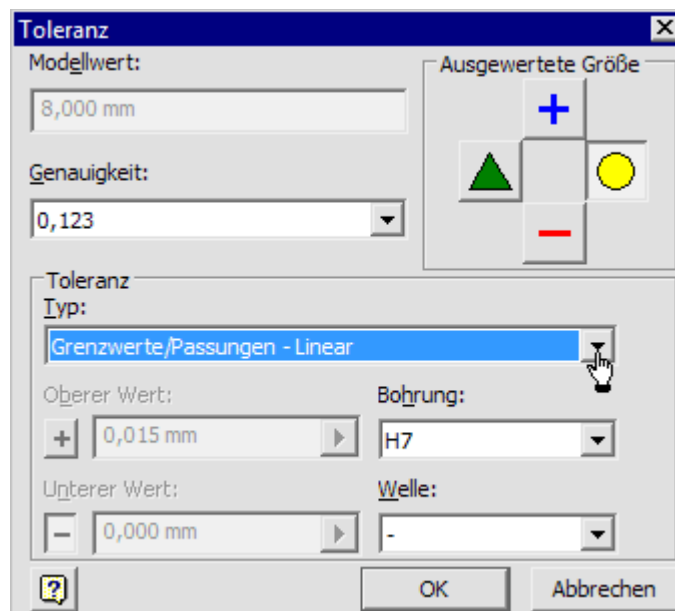 Toleranz
Modellwert:
8,000 mm
Genauigkeit:
0,123
Ausgewertete Größe
Toleranz
Typ:
Grenzwerte/Passungen - Linear
Oberer Wert:
+ 0,015 mm
Bohrung:
H7
Unterer Wert:
- 0,000 mm
Welle:
-
OK
Abbrechen